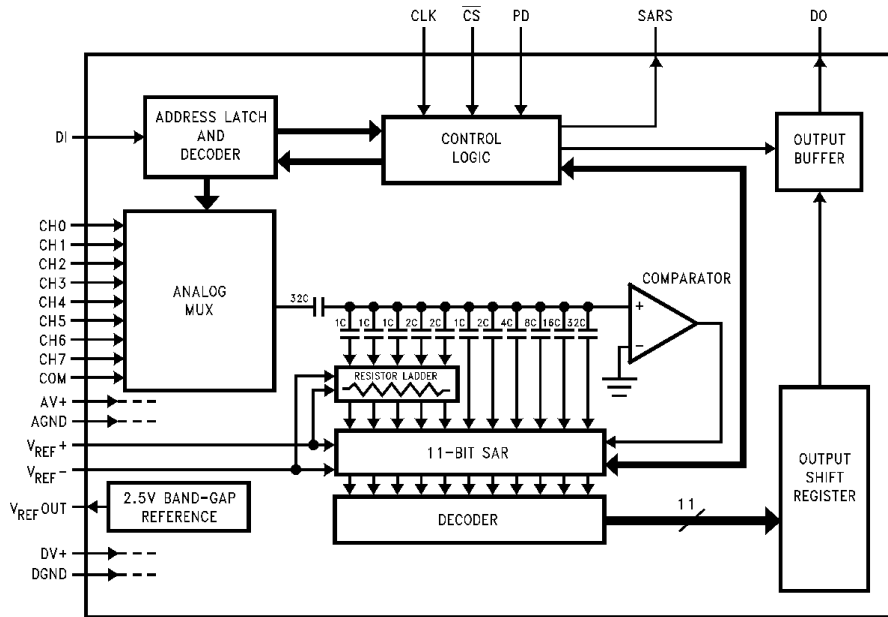 CLK CS PD SARS DO
DI
ADDRESS LATCH
AND
DECODER
CONTROL
LOGIC
OUTPUT
BUFFER
CH0
CH1
CH2
CH3
CH4
CH5
CH6
CH7
COM
AV+
AGND
VREF+
VREF-
VREFOUT
DV+
DGND
ANALOG
MUX
32C
1C 1C 1C 2C 2C 1C 2C 4C 8C 16C 32C
COMPARATOR
+
-
RESISTOR LADDER
11-BIT SAR
DECODER
11
2.5V BAND-GAP
REFERENCE
OUTPUT
SHIFT
REGISTER